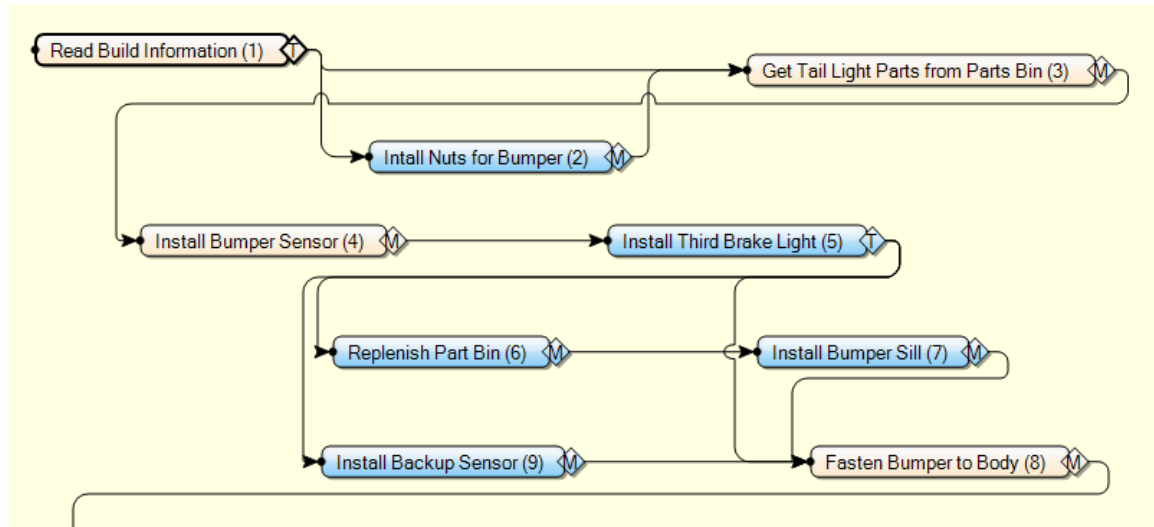 Read Build Information (1) T
Get Tail Light Parts from Parts Bin (3) M
Intall Nuts for Bumper (2) M
Install Bumper Sensor (4) M
Install Third Brake Light (5) T
Replenish Part Bin (6) M
Install Bumper Sill (7) M
Install Backup Sensor (9) M
Fasten Bumper to Body (8) M